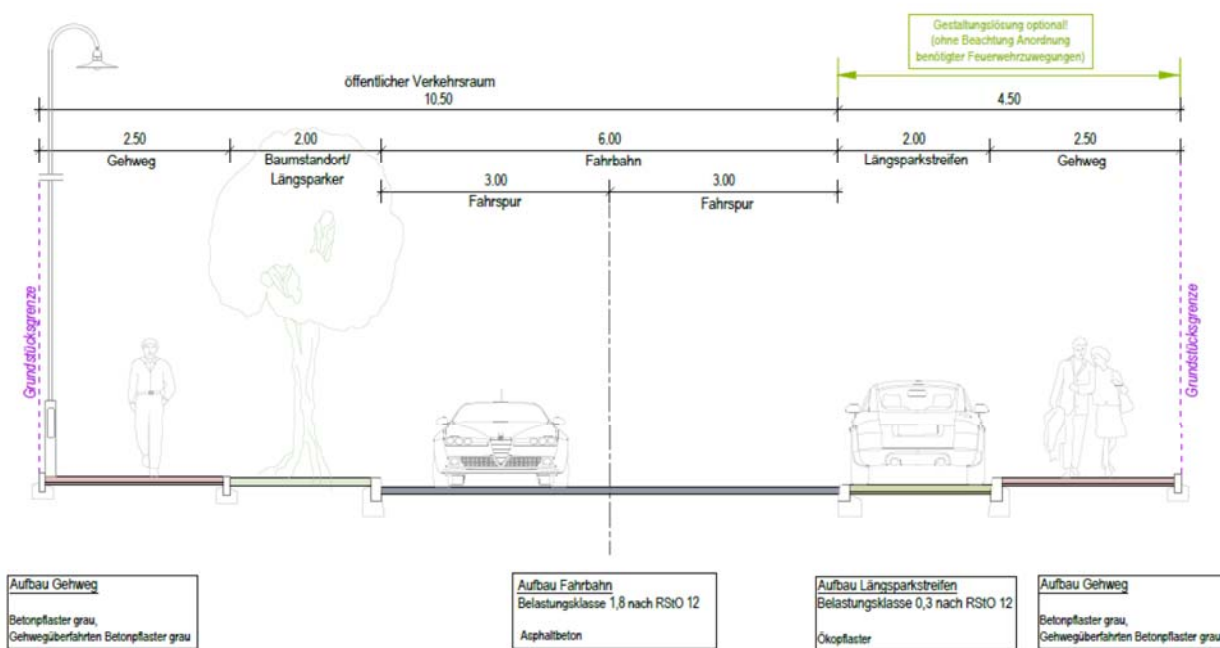 Gestaltungslösung optional!
(ohne Beachtung Anordnung
benötigter Feuerwehrzuwegungen)
öffentlicher Verkehrsraum
10.50
4.50
2.50
2.00
6.00
2.00
2.50
Gehweg
Baumstandort/
Längsparker
Fahrbahn
Längsparkstreifen
Gehweg
3.00
3.00
Fahrspur
Fahrspur
Grundstücksgrenze
Grundstücksgrenze
Aufbau Gehweg
Betonpflaster grau,
Gehwegüberfahrten Betonpflaster grau
Aufbau Fahrbahn
Belastungsklasse 1,8 nach RStO 12
Asphaltbeton
Aufbau Längsparkstreifen
Belastungsklasse 0,3 nach RStO 12
Ökopflaster
Aufbau Gehweg
Betonpflaster grau,
Gehwegüberfahrten Betonpflaster grau